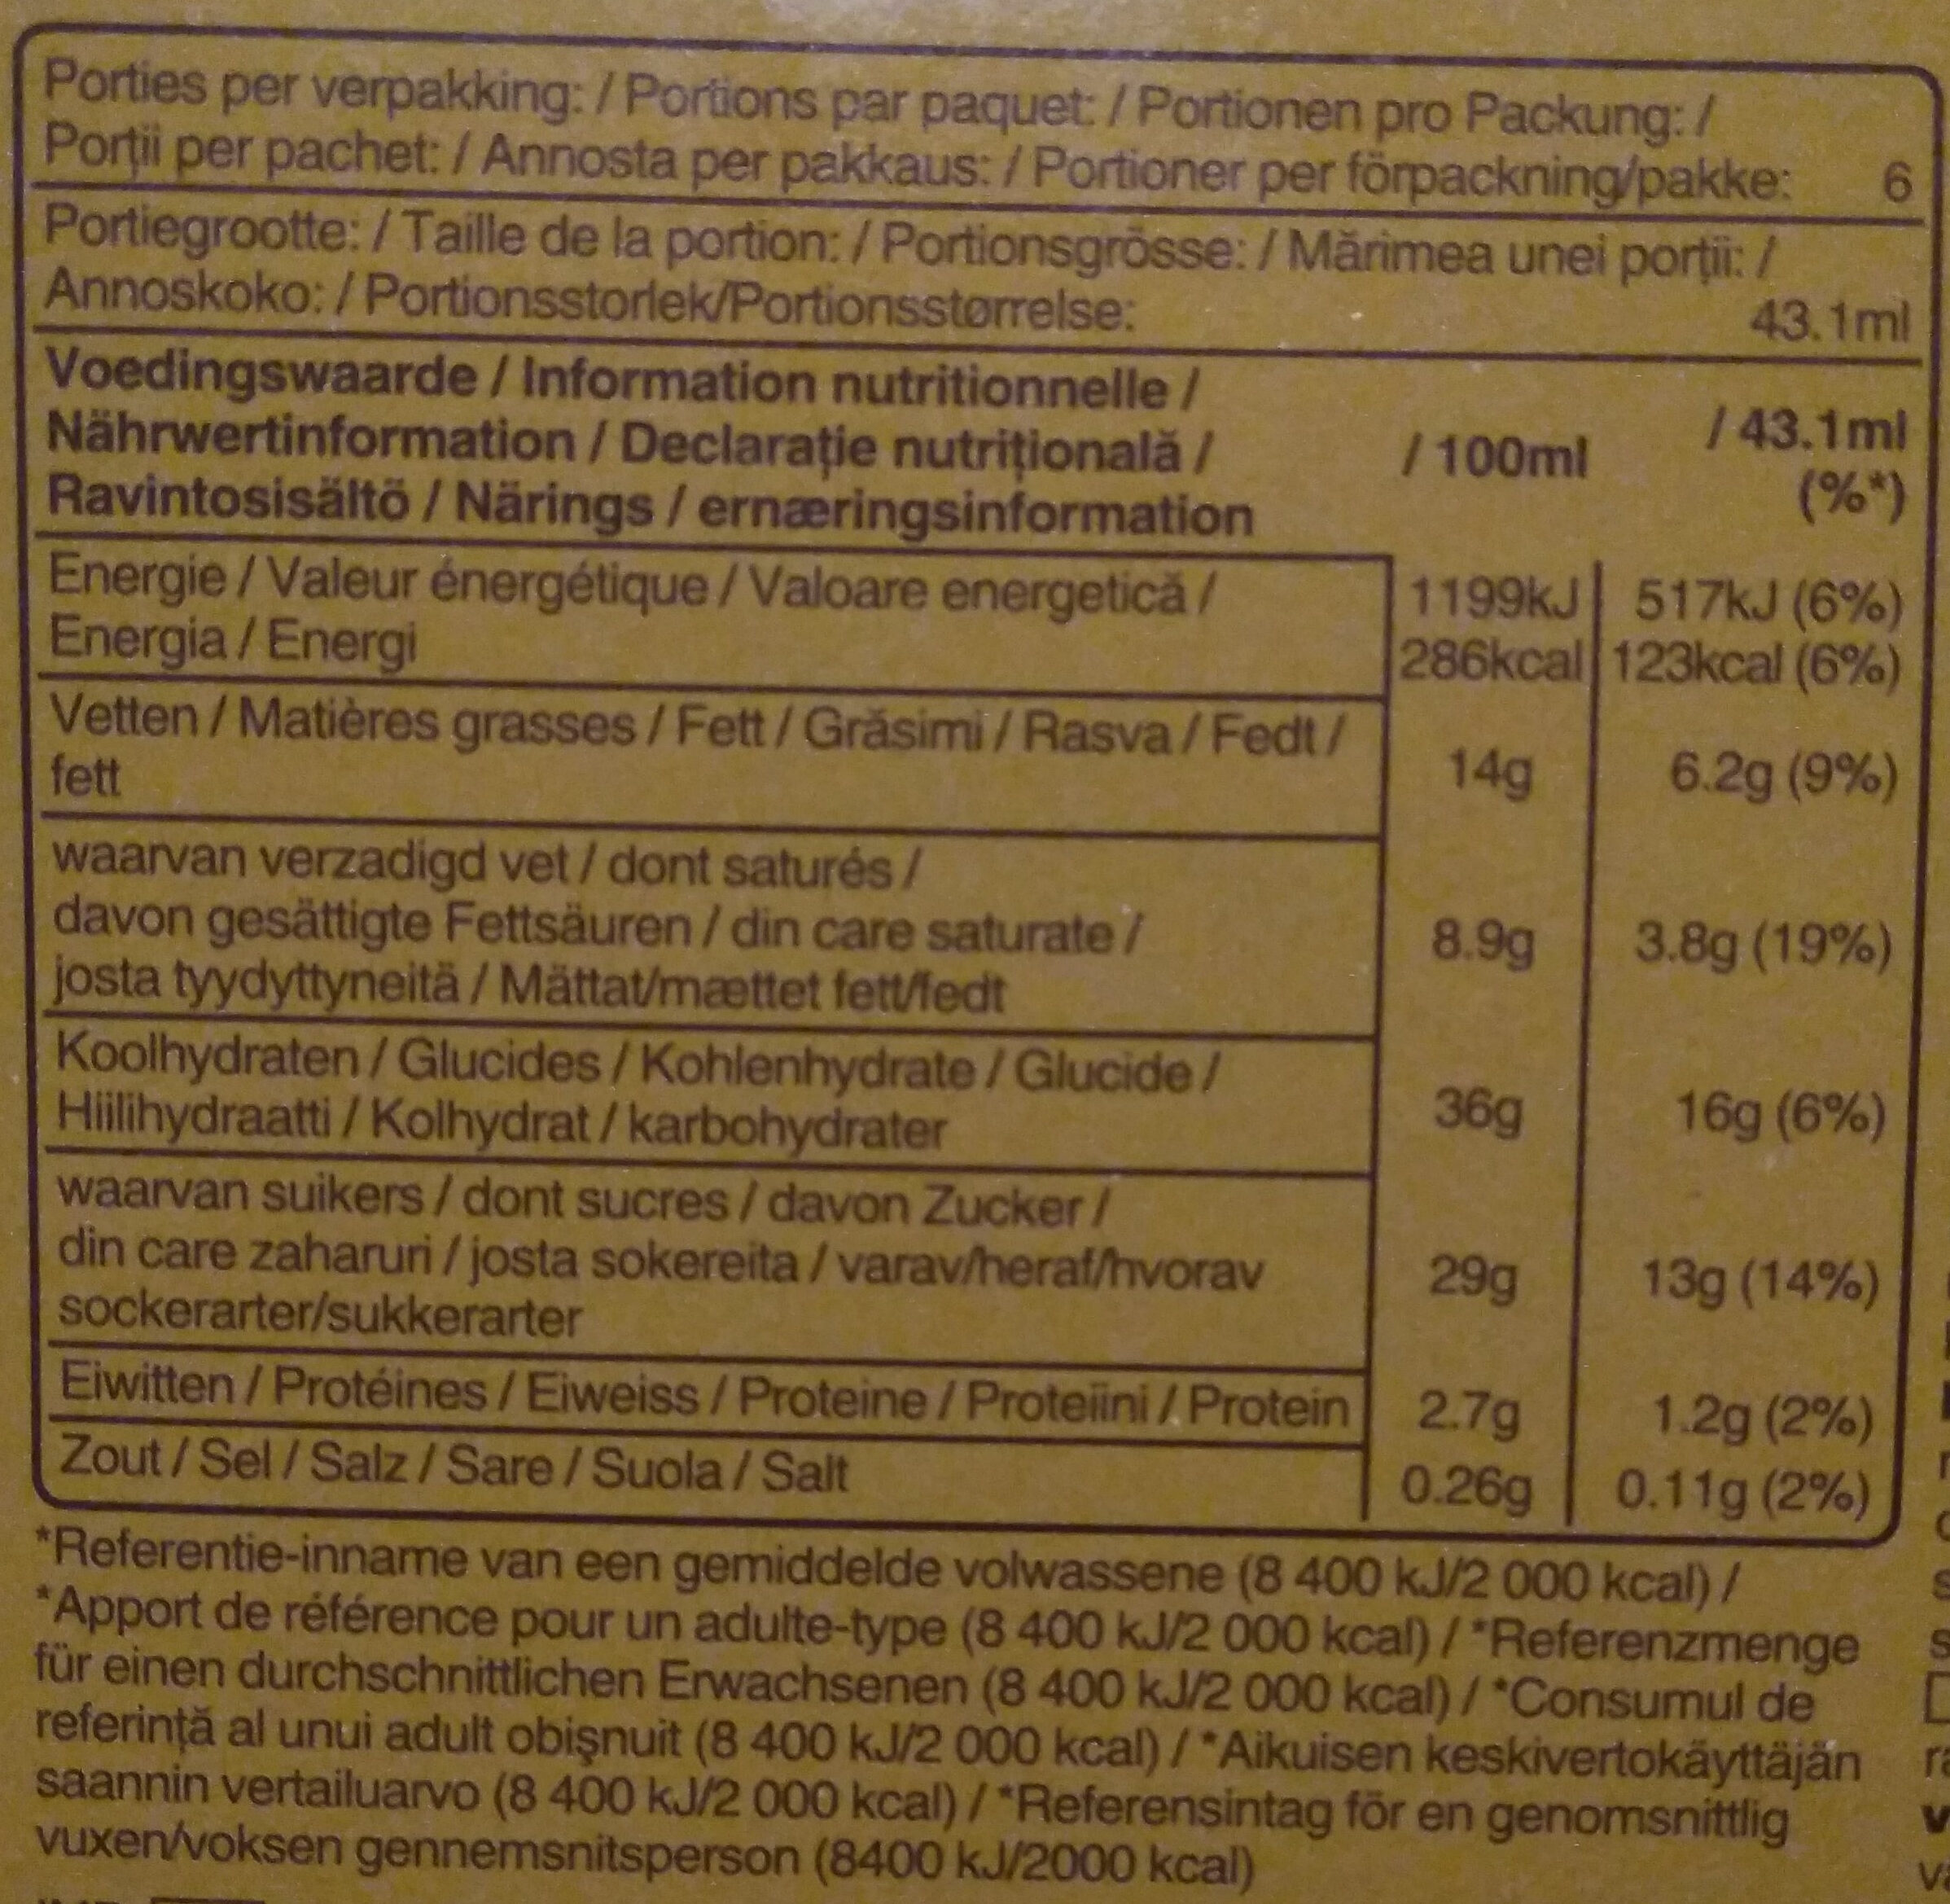 Porties per verpakking: / Portions par paquet: / Portionen pro Packung: /
Porții per pachet: / Annosta per pakkaus: / Portioner per förpackning/pakke: 6
Portiegrootte: / Taille de la portion: / Portionsgrösse: / Mărimea unei porții: /
Annoskoko: / Portionsstorlek/Portionsstørrelse: 43.1ml
Voedingswaarde / Information nutritionnelle /
Nährwertinformation / Declarație nutrițională / / 100ml / 43.1ml
Ravintosisältö / Närings / ernæringsinformation (%*)
Energie / Valeur énergétique / Valoare energetică / 1199kJ 517kJ (6%)
Energia / Energi 286kcal 123kcal (6%)
Vetten / Matières grasses / Fett / Grăsimi / Rasva / Fedt /
fett 14g 6.2g (9%)
waarvan verzadigd vet / dont saturés /
davon gesättigte Fettsäuren / din care saturate / 8.9g 3.8g (19%)
josta tyydyttyneitä / Mättat/mættet fett/fedt
Koolhydraten / Glucides / Kohlenhydrate / Glucide /
Hiilihydraatti / Kolhydrat / karbohydrater 36g 16g (6%)
waarvan suikers / dont sucres / davon Zucker /
din care zaharuri / josta sokereita / varav/heraf/hvorav 29g 13g (14%)
sockerarter/sukkerarter
Eiwitten / Protéines / Eiweiss / Proteine / Proteiini / Protein 2.7g 1.2g (2%)
Zout / Sel / Salz / Sare / Suola / Salt 0.26g 0.11g (2%)
*Referentie-inname van een gemiddelde volwassene (8 400 kJ/2 000 kcal) /
*Apport de référence pour un adulte-type (8 400 kJ/2 000 kcal) / *Referenzmenge
für einen durchschnittlichen Erwachsenen (8 400 kJ/2 000 kcal) / *Consumul de
referință al unui adult obişnuit (8 400 kJ/2 000 kcal) / *Aikuisen keskivertokäyttäjän
saannin vertailuarvo (8 400 kJ/2 000 kcal) / *Referensintag för en genomsnittlig
vuxen/voksen gennemsnitsperson (8400 kJ/2000 kcal)